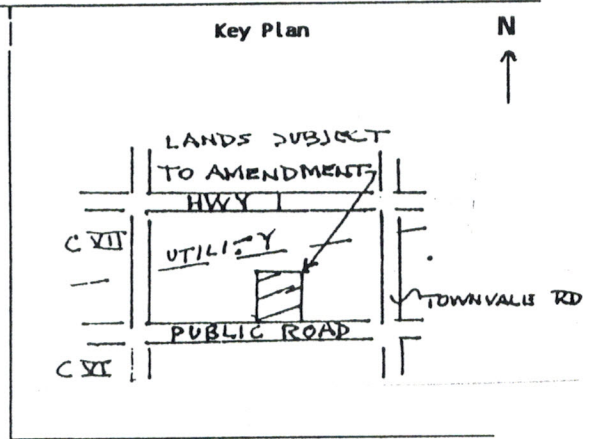 Key Plan
N
LANDS SUBJECT
TO AMENDMENT
HWY 1
C VII
UTILITY
TOWNVALE RD
PUBLIC ROAD
C VI